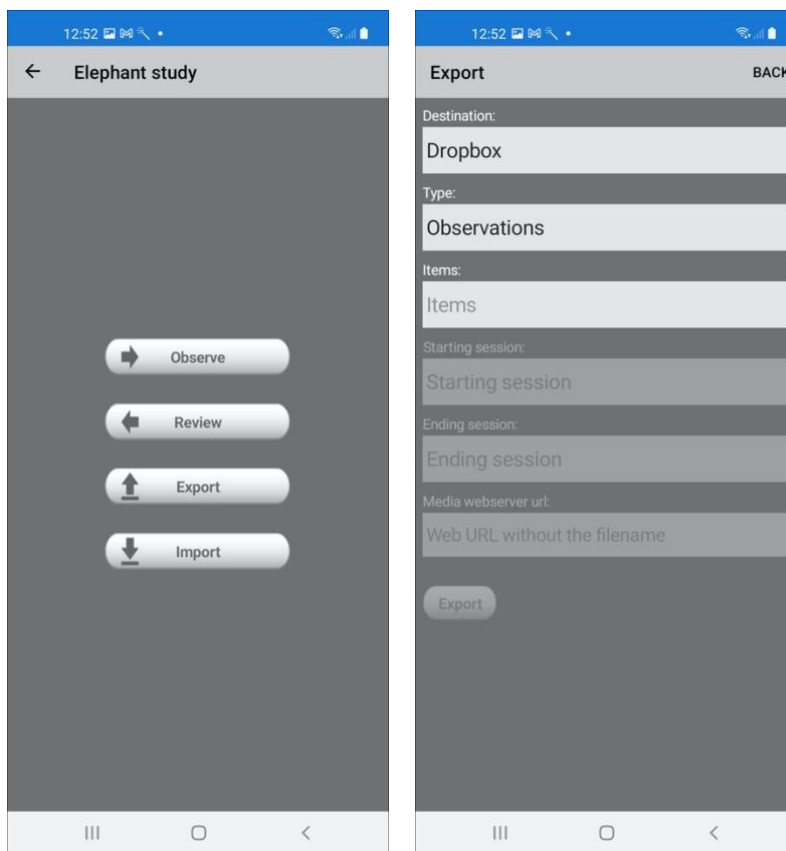 12:52
Elephant study
Observe
Review
Export
Import
12:52
Export BACK
Destination:
Dropbox
Type:
Observations
Items:
Items
Starting session:
Starting session
Ending session:
Ending session
Media webserver url:
Web URL without the filename
Export